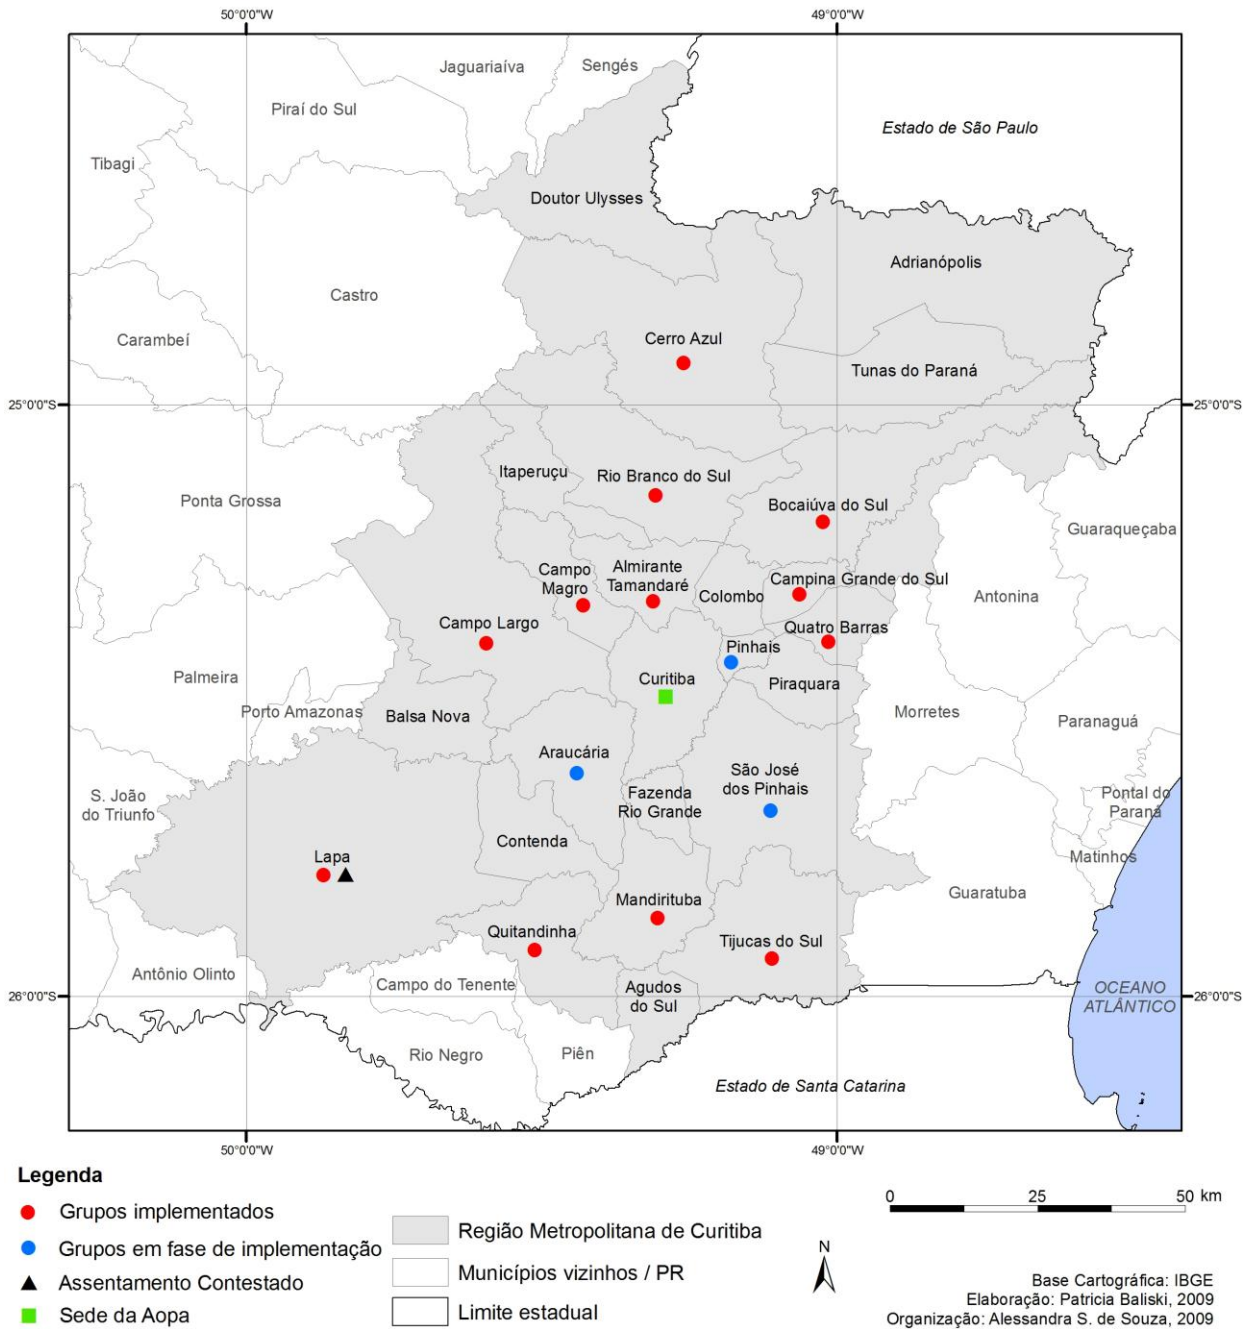 50°0'0"W
49°0'0"W
Jaguariaíva
Sengés
Piraí do Sul
Estado de São Paulo
Tibagi
Doutor Ulysses
Adrianópolis
Castro
Carambeí
Cerro Azul
Tunas do Paraná
25°0'0"S
25°0'0"S
Itaperuçu
Rio Branco do Sul
Ponta Grossa
Bocaiúva do Sul
Guaraqueçaba
Campo
Magro
Almirante
Tamandaré
Colombo
Campina Grande do Sul
Antonina
Campo Largo
Quatro Barras
Pinhais
Palmeira
Curitiba
Piraquara
Porto Amazonas
Balsa Nova
Morretes
Paranaguá
Araucária
São José
dos Pinhais
S. João
do Triunfo
Fazenda
Rio Grande
Pontal do
Paraná
Contenda
Lapa
Matinhos
Guaratuba
Mandirituba
Quitandinha
Tijucas do Sul
Antônio Olinto
Campo do Tenente
Agudos
do Sul
OCEANO
ATLÂNTICO
26°0'0"S
26°0'0"S
Rio Negro
Piên
Estado de Santa Catarina
50°0'0"W
49°0'0"W
Legenda
Grupos implementados
Grupos em fase de implementação
Assentamento Contestado
Sede da Aopa
Região Metropolitana de Curitiba
Municípios vizinhos / PR
Limite estadual
0 25 50 km
N
Base Cartográfica: IBGE
Elaboração: Patricia Baliski, 2009
Organização: Alessandra S. de Souza, 2009